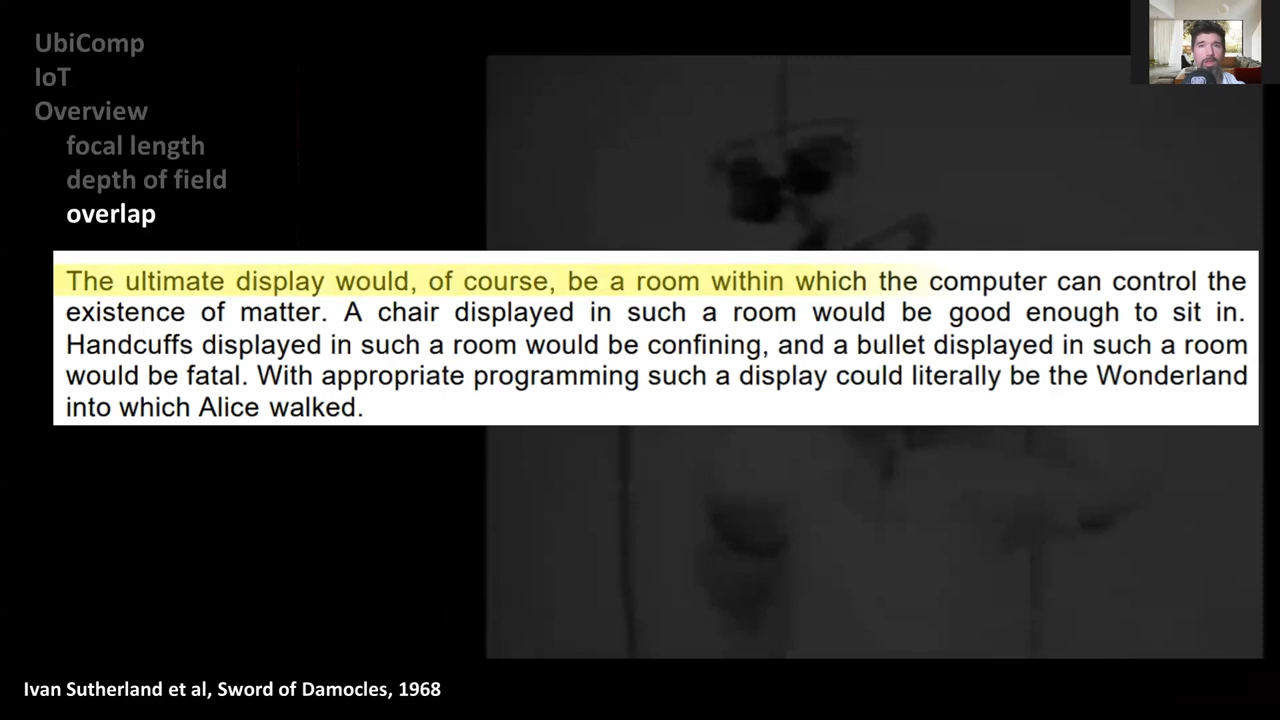 UbiComp
IoT
Overview
focal length
depth of field
overlap
The ultimate display would, of course, be a room within which the computer can control the
existence of matter. A chair displayed in such a room would be good enough to sit in.
Handcuffs displayed in such a room would be confining, and a bullet displayed in such a room
would be fatal. With appropriate programming such a display could literally be the Wonderland
into which Alice walked.
Ivan Sutherland et al, Sword of Damocles, 1968